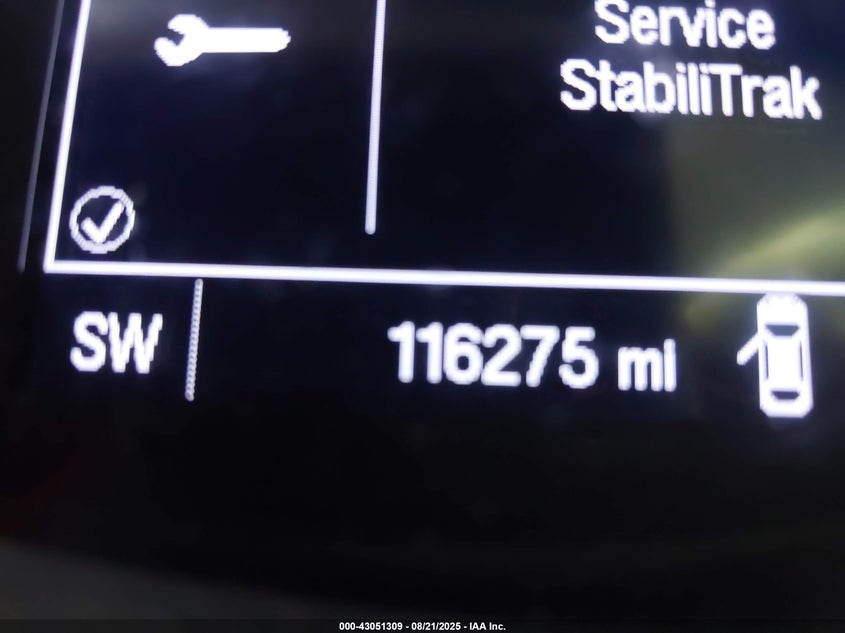 Service
StabiliTrak
SW
116275 mi
000-43051309 - 08/21/2025 - IAA Inc.